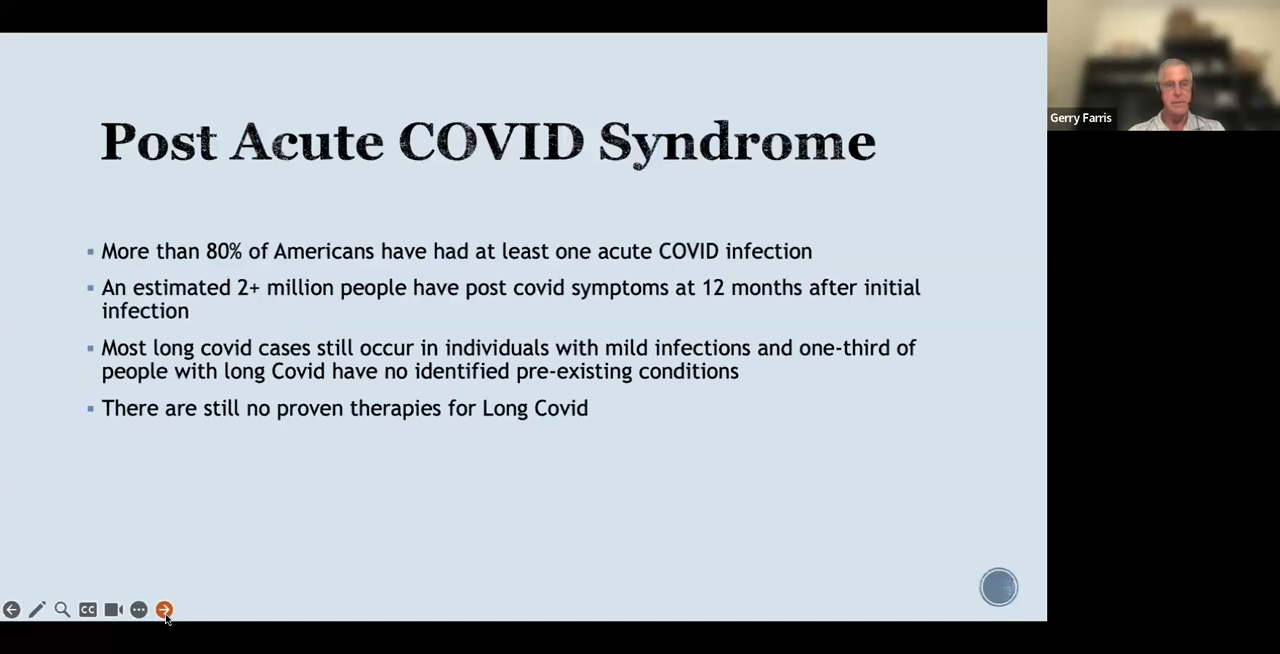 Post Acute COVID Syndrome
More than 80% of Americans have had at least one acute COVID infection
An estimated 2+ million people have post covid symptoms at 12 months after initial
infection
Most long covid cases still occur in individuals with mild infections and one-third of
people with long Covid have no identified pre-existing conditions
There are still no proven therapies for Long Covid
CC
Gerry Farris